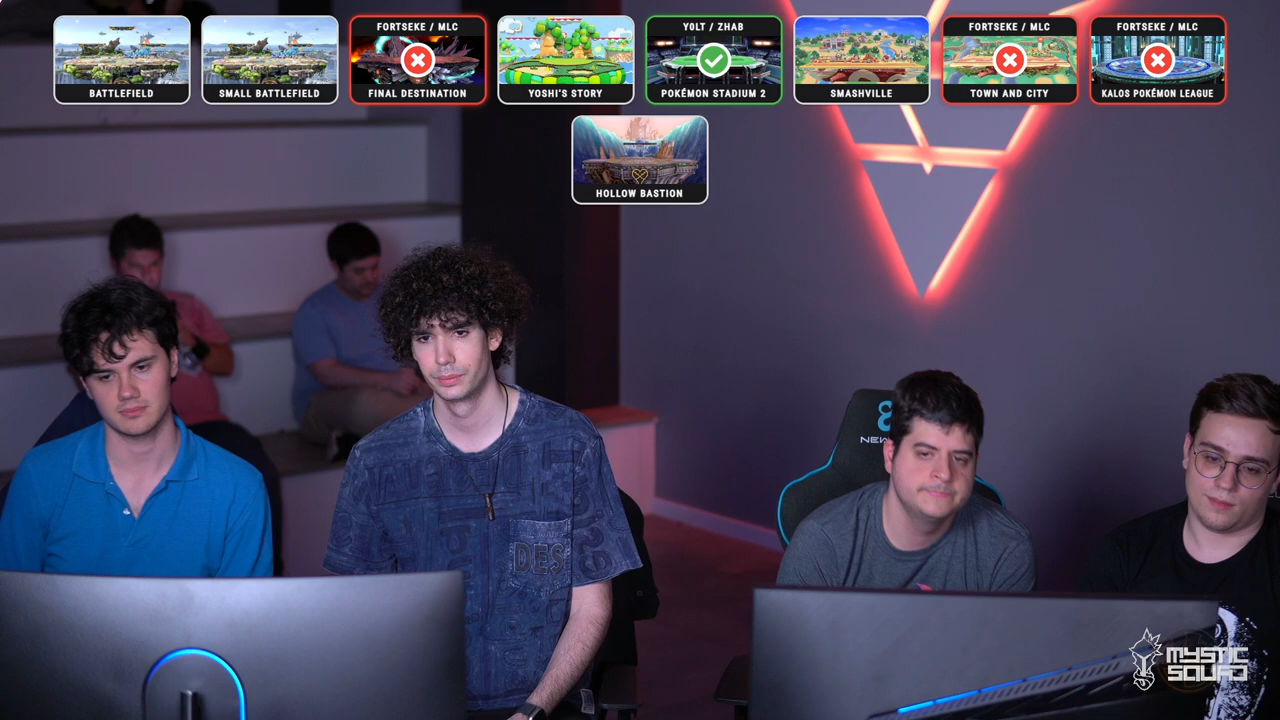 FORTSEKE / MLC
YOLT / ZHAB
FORTSEKE / MLC
FORTSEKE / MLC
BATTLEFIELD
SMALL BATTLEFIELD
FINAL DESTINATION
YOSHI'S STORY
POKÉMON STADIUM 2
SMASHVILLE
TOWN AND CITY
KALOS POKÉMON LEAGUE
HOLLOW BASTION
NEW
DES
MYSTIC
SQUAD